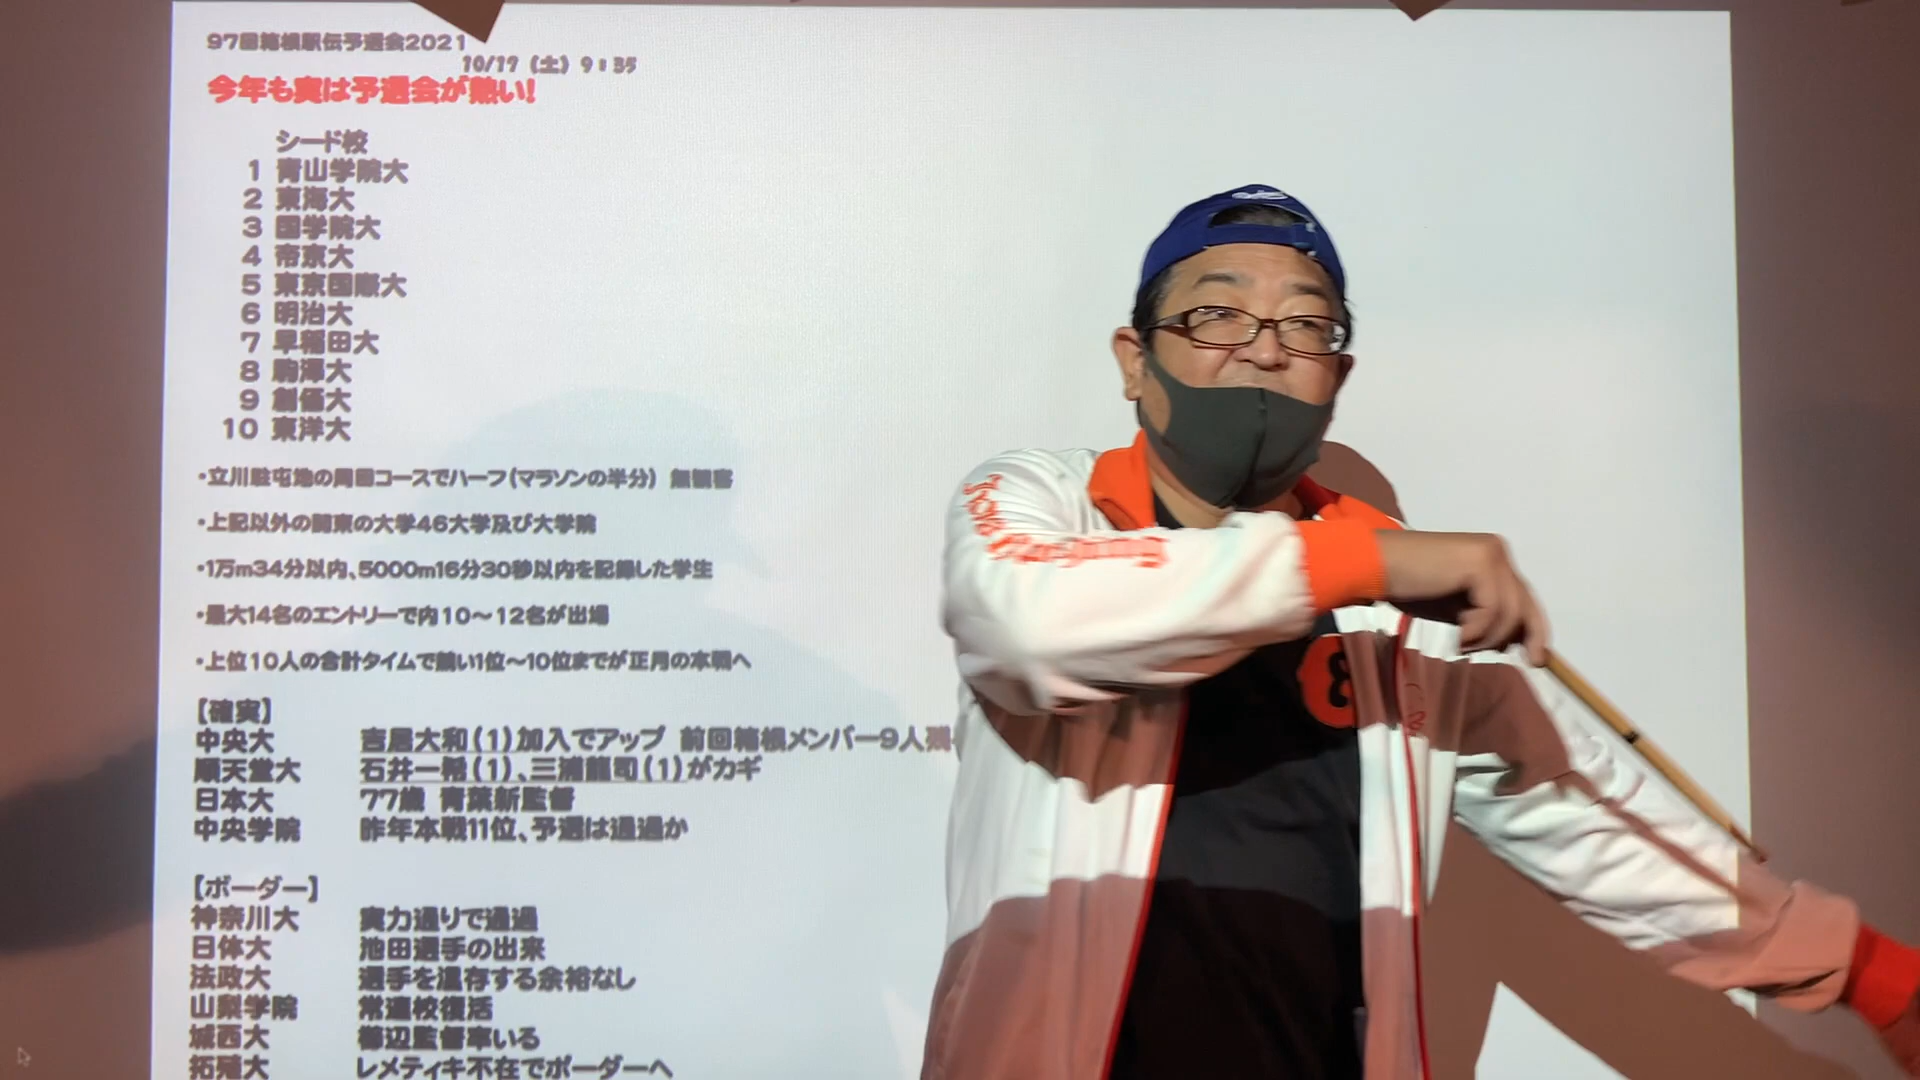 97回箱根駅伝予選会2021
10/17（土）9：35
今年も実は予選会が熱い！
シード校
1 青山学院大
2 東海大
3 国学院大
4 帝京大
5 東京国際大
6 明治大
7 早稲田大
8 駒澤大
9 創価大
10 東洋大
・立川駐屯地の周回コースでハーフ（マラソンの半分） 無観客
・上記以外の関東の大学46大学及び大学院
・1万m34分以内、5000m16分30秒以内を記録した学生
・最大14名のエントリーで内10～12名が出場
・上位10人の合計タイムで競い1位～10位までが正月の本戦へ
【確実】
中央大 吉居大和（1）加入でアップ 前回箱根メンバー9人残
順天堂大 石井一希（1）、三浦龍司（1）がカギ
日本大 77歳 青葉新監督
中央学院 昨年本戦11位、予選は通過か
【ボーダー】
神奈川大 実力通りで通過
日体大 池田選手の出来
法政大 選手を温存する余裕なし
山梨学院 常連校復活
城西大 櫛辺監督率いる
拓殖大 レメティキ不在でボーダーへ
8